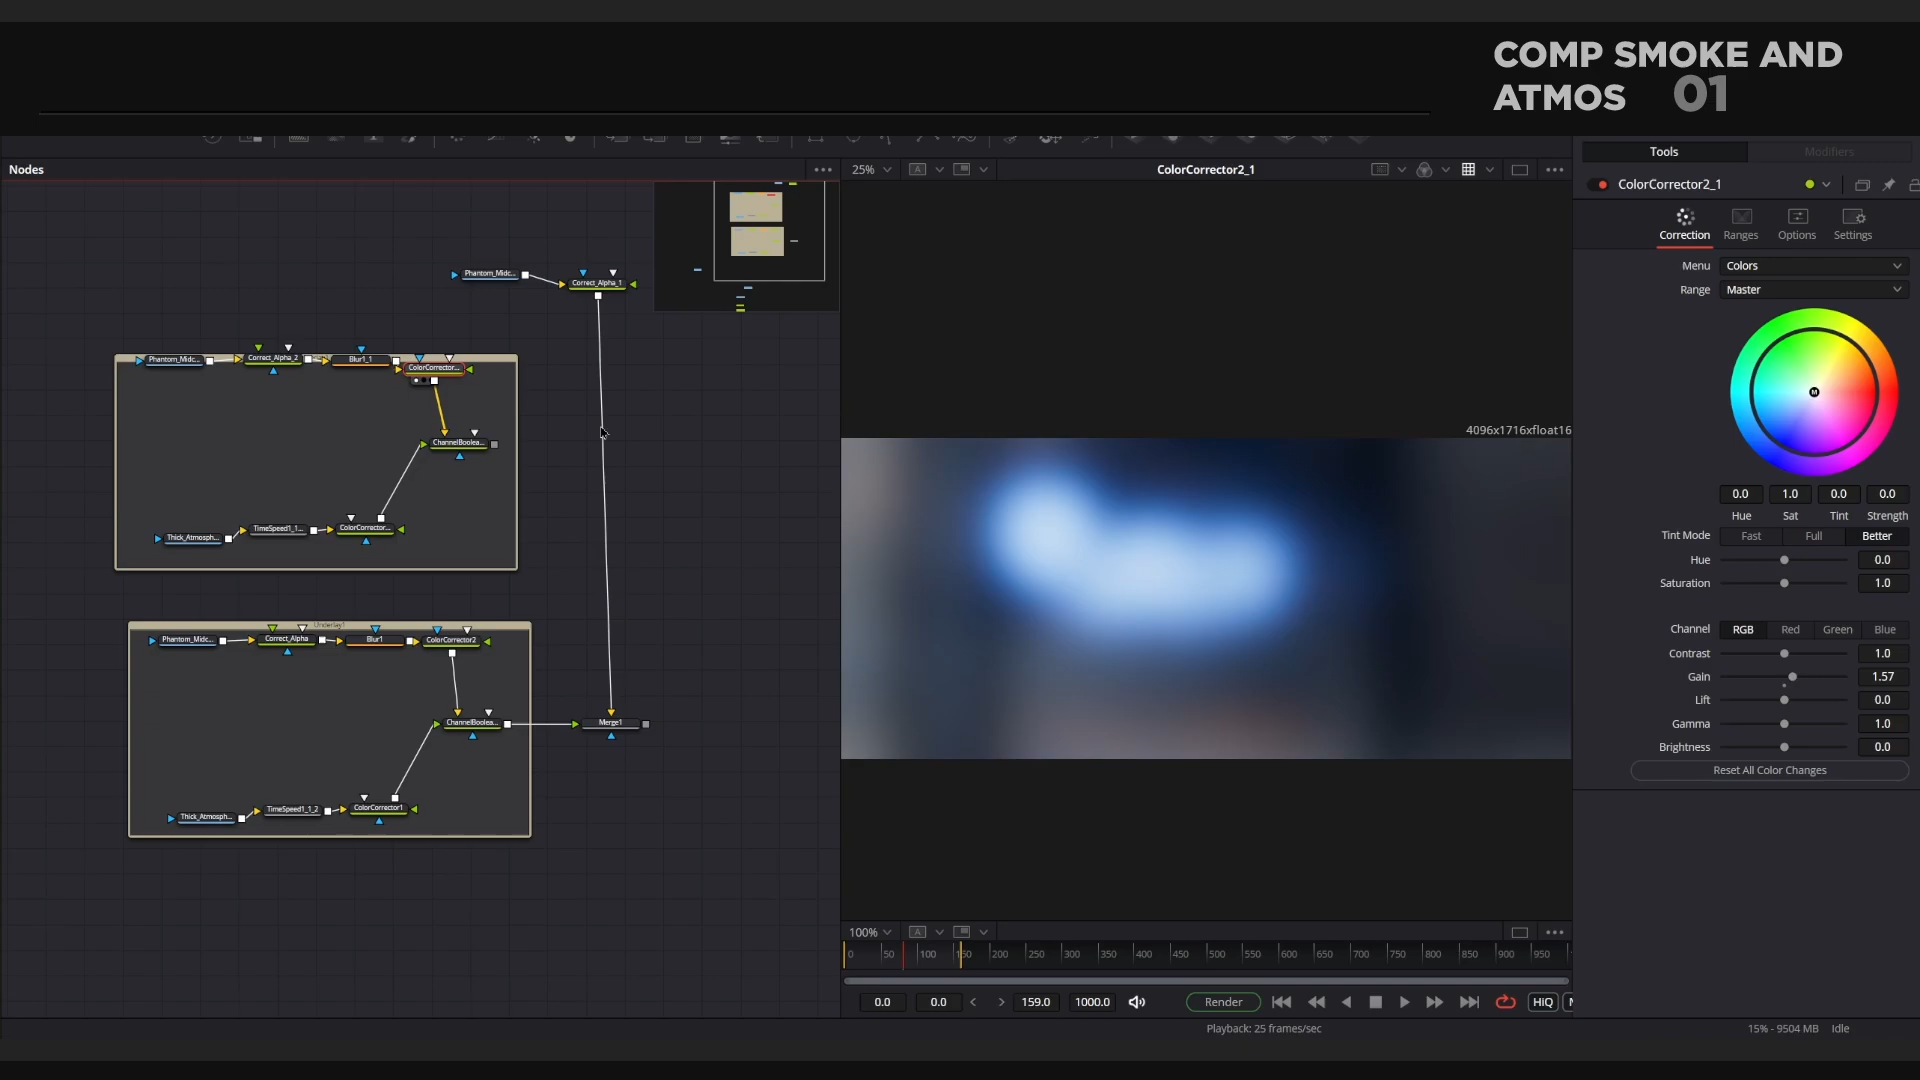 COMP SMOKE AND
ATMOS 01
Nodes
25%
ColorCorrector2_1
Tools
Modifiers
ColorCorrector2_1
Correction
Ranges
Options
Settings
Menu
Colors
Range
Master
M
0.0
1.0
0.0
0.0
Hue
Sat
Tint
Strength
Tint Mode
Fast
Full
Better
Hue
0.0
Saturation
1.0
Channel
RGB
Red
Green
Blue
Contrast
1.0
Gain
1.57
Lift
0.0
Gamma
1.0
Brightness
0.0
Reset All Color Changes
Phantom_Midc...
Correct_Alpha_1
Phantom_Midc...
Correct_Alpha_2
Blur1_1
ColorCorrector...
ChannelBoolea...
Thick_Atmosph...
TimeSpeed1_1...
ColorCorrector...
Underlay1
Phantom_Midc...
Correct_Alpha
Blur1
ColorCorrector2
ChannelBoolea...
Merge1
Thick_Atmosph...
TimeSpeed1_1_2
ColorCorrector1
4096x1716xfloat16
100%
0 50 100 150 200 250 300 350 400 450 500 550 600 650 700 750 800 850 900 950
0.0
0.0
159.0
1000.0
Render
HiQ
Playback: 25 frames/sec
15% - 9504 MB
Idle